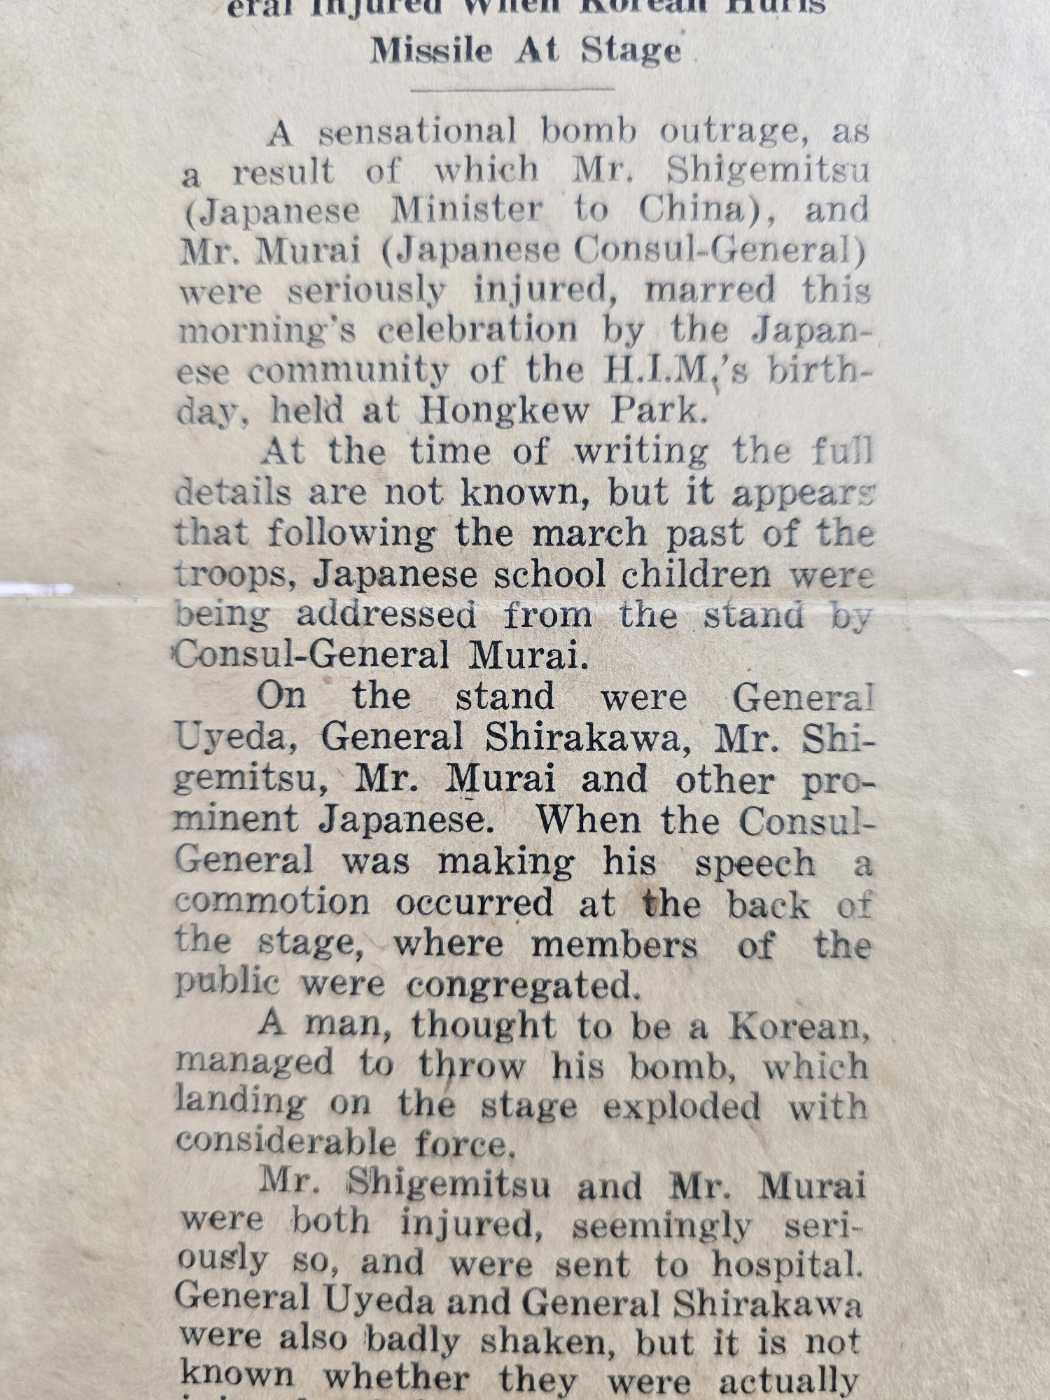 eral Injured When Korean Hurls
Missile At Stage
A sensational bomb outrage, as
a result of which Mr. Shigemitsu
(Japanese Minister to China), and
Mr. Murai (Japanese Consul-General)
were seriously injured, marred this
morning's celebration by the Japan-
ese community of the H.I.M.'s birth-
day, held at Hongkew Park.
At the time of writing the full
details are not known, but it appears
that following the march past of the
troops, Japanese school children were
being addressed from the stand by
Consul-General Murai.
On the stand were General
Uyeda, General Shirakawa, Mr. Shi-
gemitsu, Mr. Murai and other pro-
minent Japanese. When the Consul-
General was making his speech a
commotion occurred at the back of
the stage, where members of the
public were congregated.
A man, thought to be a Korean,
managed to throw his bomb, which
landing on the stage exploded with
considerable force.
Mr. Shigemitsu and Mr. Murai
were both injured, seemingly seri-
ously so, and were sent to hospital.
General Uyeda and General Shirakawa
were also badly shaken, but it is not
known whether they were actually